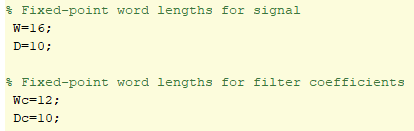 % Fixed-point word lengths for signal
W=16;
D=10;
% Fixed-point word lengths for filter coefficients
Wc=12;
Dc=10;